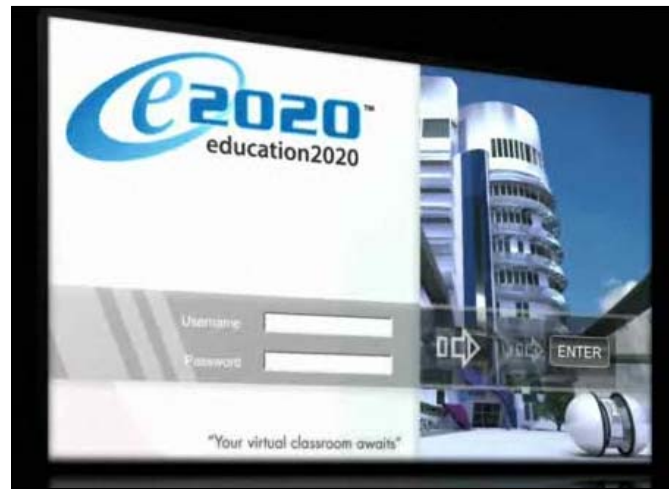 e2020™
education2020
Username
Password
ENTER
"Your virtual classroom awaits"